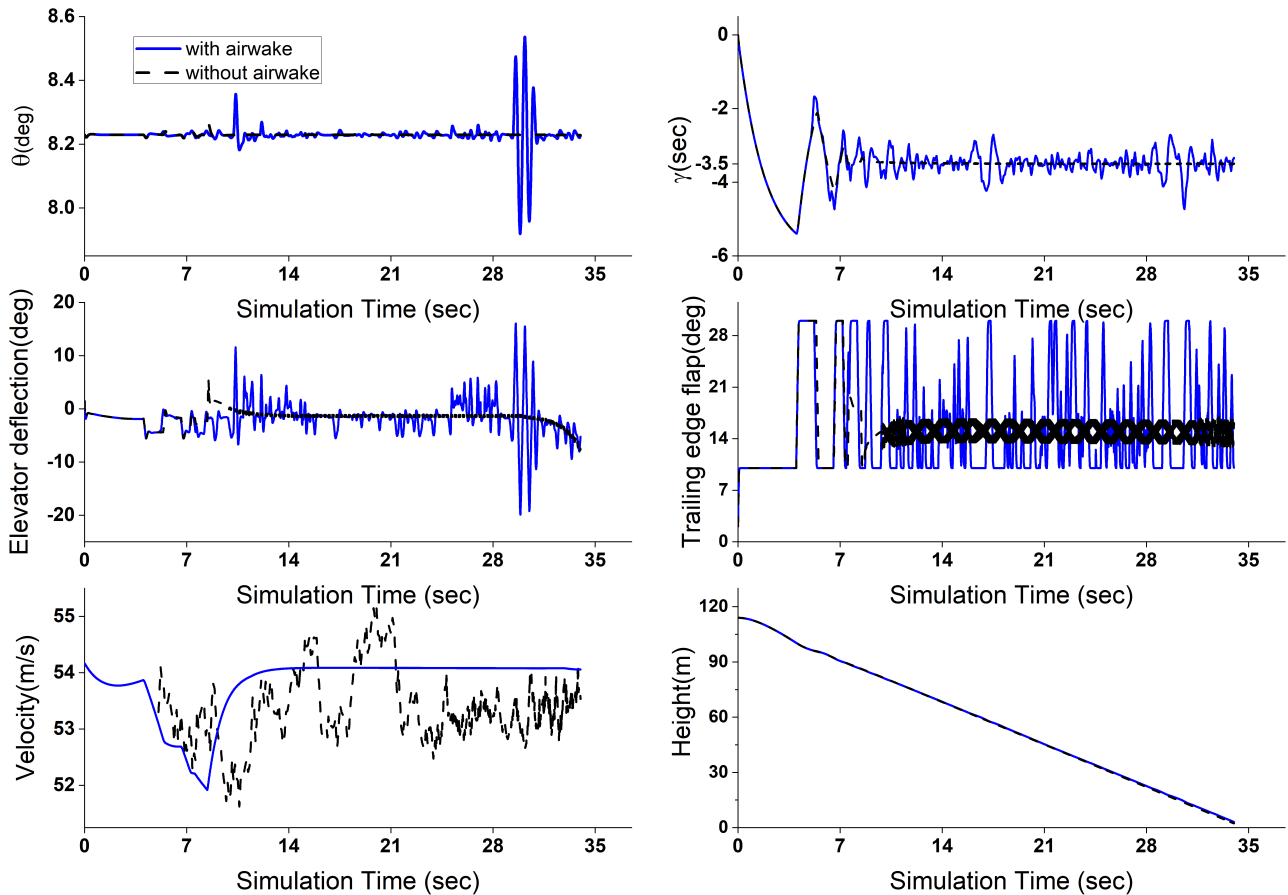 8.6
8.4
8.2
8.0
θ(deg)
with airwake
without airwake
0 7 14 21 28 35
Simulation Time (sec)
0
-2
-3.5
-4
-6
γ(sec)
0 7 14 21 28 35
Simulation Time (sec)
20
10
0
-10
-20
Elevator deflection(deg)
0 7 14 21 28 35
Simulation Time (sec)
28
21
14
7
0
Trailing edge flap(deg)
0 7 14 21 28 35
Simulation Time (sec)
55
54
53
52
Velocity(m/s)
0 7 14 21 28 35
Simulation Time (sec)
120
90
60
30
0
Height(m)
0 7 14 21 28 35
Simulation Time (sec)